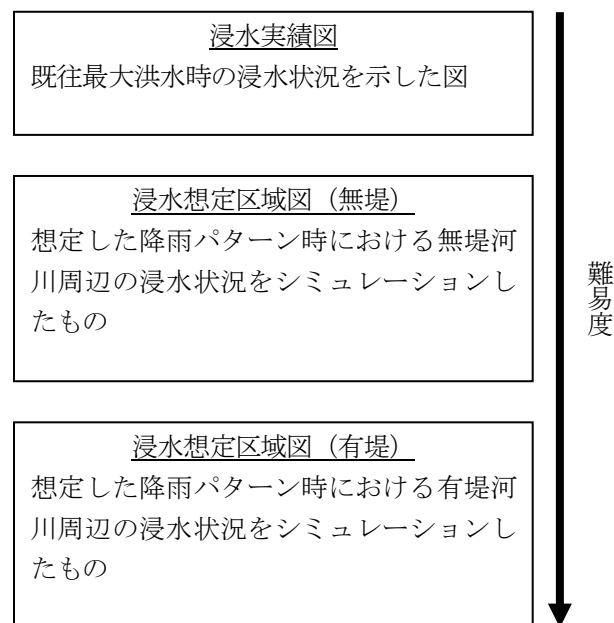 浸水実績図
既往最大洪水時の浸水状況を示した図
浸水想定区域図（無堤）
想定した降雨パターン時における無堤河
川周辺の浸水状況をシミュレーションし
たもの
浸水想定区域図（有堤）
想定した降雨パターン時における有堤河
川周辺の浸水状況をシミュレーションし
たもの
難易度